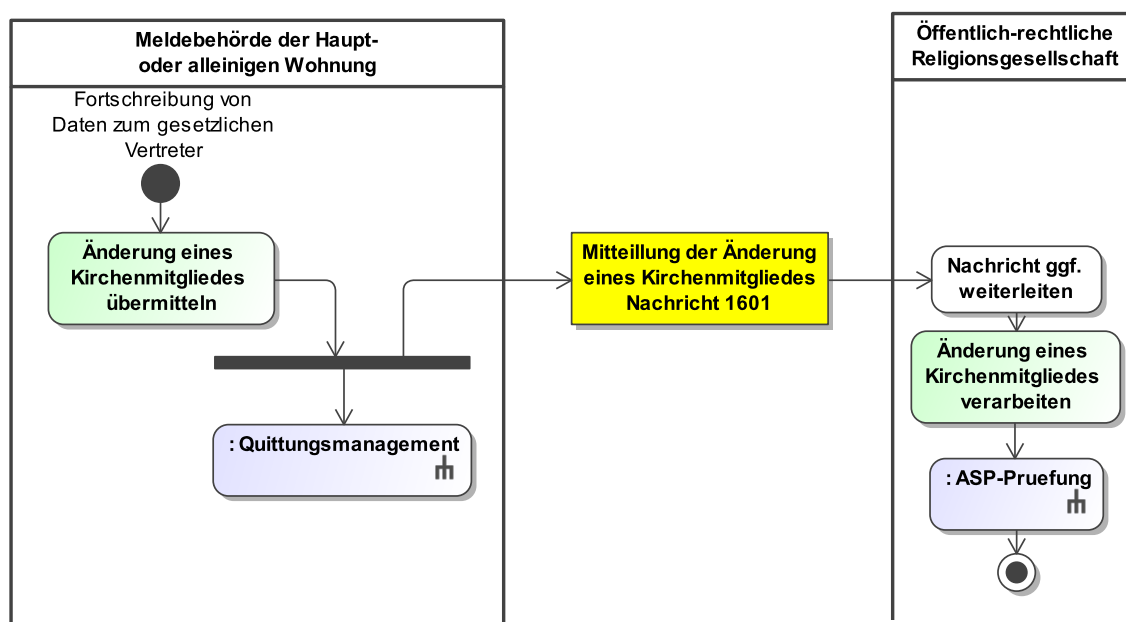 Meldebehörde der Haupt-
oder alleinigen Wohnung
Fortschreibung von
Daten zum gesetzlichen
Vertreter
Änderung eines
Kirchenmitgliedes
übermitteln
: Quittungsmanagement
Mitteillung der Änderung
eines Kirchenmitgliedes
Nachricht 1601
Öffentlich-rechtliche
Religionsgesellschaft
Nachricht ggf.
weiterleiten
Änderung eines
Kirchenmitgliedes
verarbeiten
: ASP-Pruefung